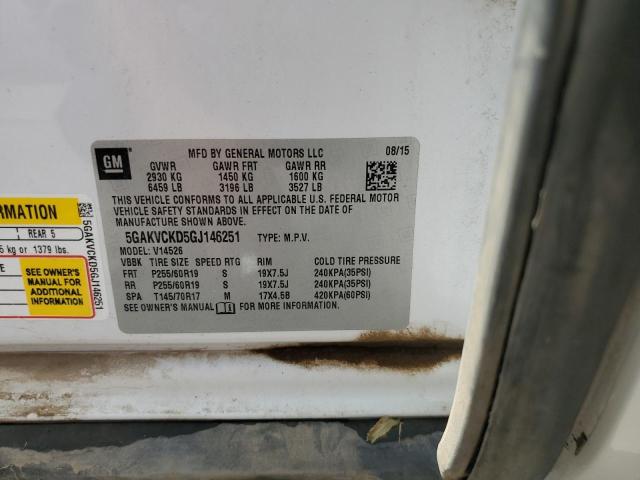 GM
MFD BY GENERAL MOTORS LLC 08/15
GVWR GAWR FRT GAWR RR
2930 KG 1450 KG 1600 KG
6459 LB 3196 LB 3527 LB
THIS VEHICLE CONFORMS TO ALL APPLICABLE U.S. FEDERAL MOTOR
VEHICLE SAFETY STANDARDS IN EFFECT ON THE DATE OF
MANUFACTURE SHOWN ABOVE.
5GAKVCKD5GJ146251 TYPE: M.P.V.
MODEL: V14526
VBBK TIRE SIZE SPEED RTG RIM COLD TIRE PRESSURE
FRT P255/60R19 S 19X7.5J 240KPA(35PSI)
RR P255/60R19 S 19X7.5J 240KPA(35PSI)
SPA T145/70R17 M 17X4.5B 420KPA(60PSI)
SEE OWNER'S MANUAL FOR MORE INFORMATION.
RMATION
REAR 5
kg or 1379 lbs.
SEE OWNER'S
MANUAL FOR
ADDITIONAL
INFORMATION
5GAKVCKD5GJ146251